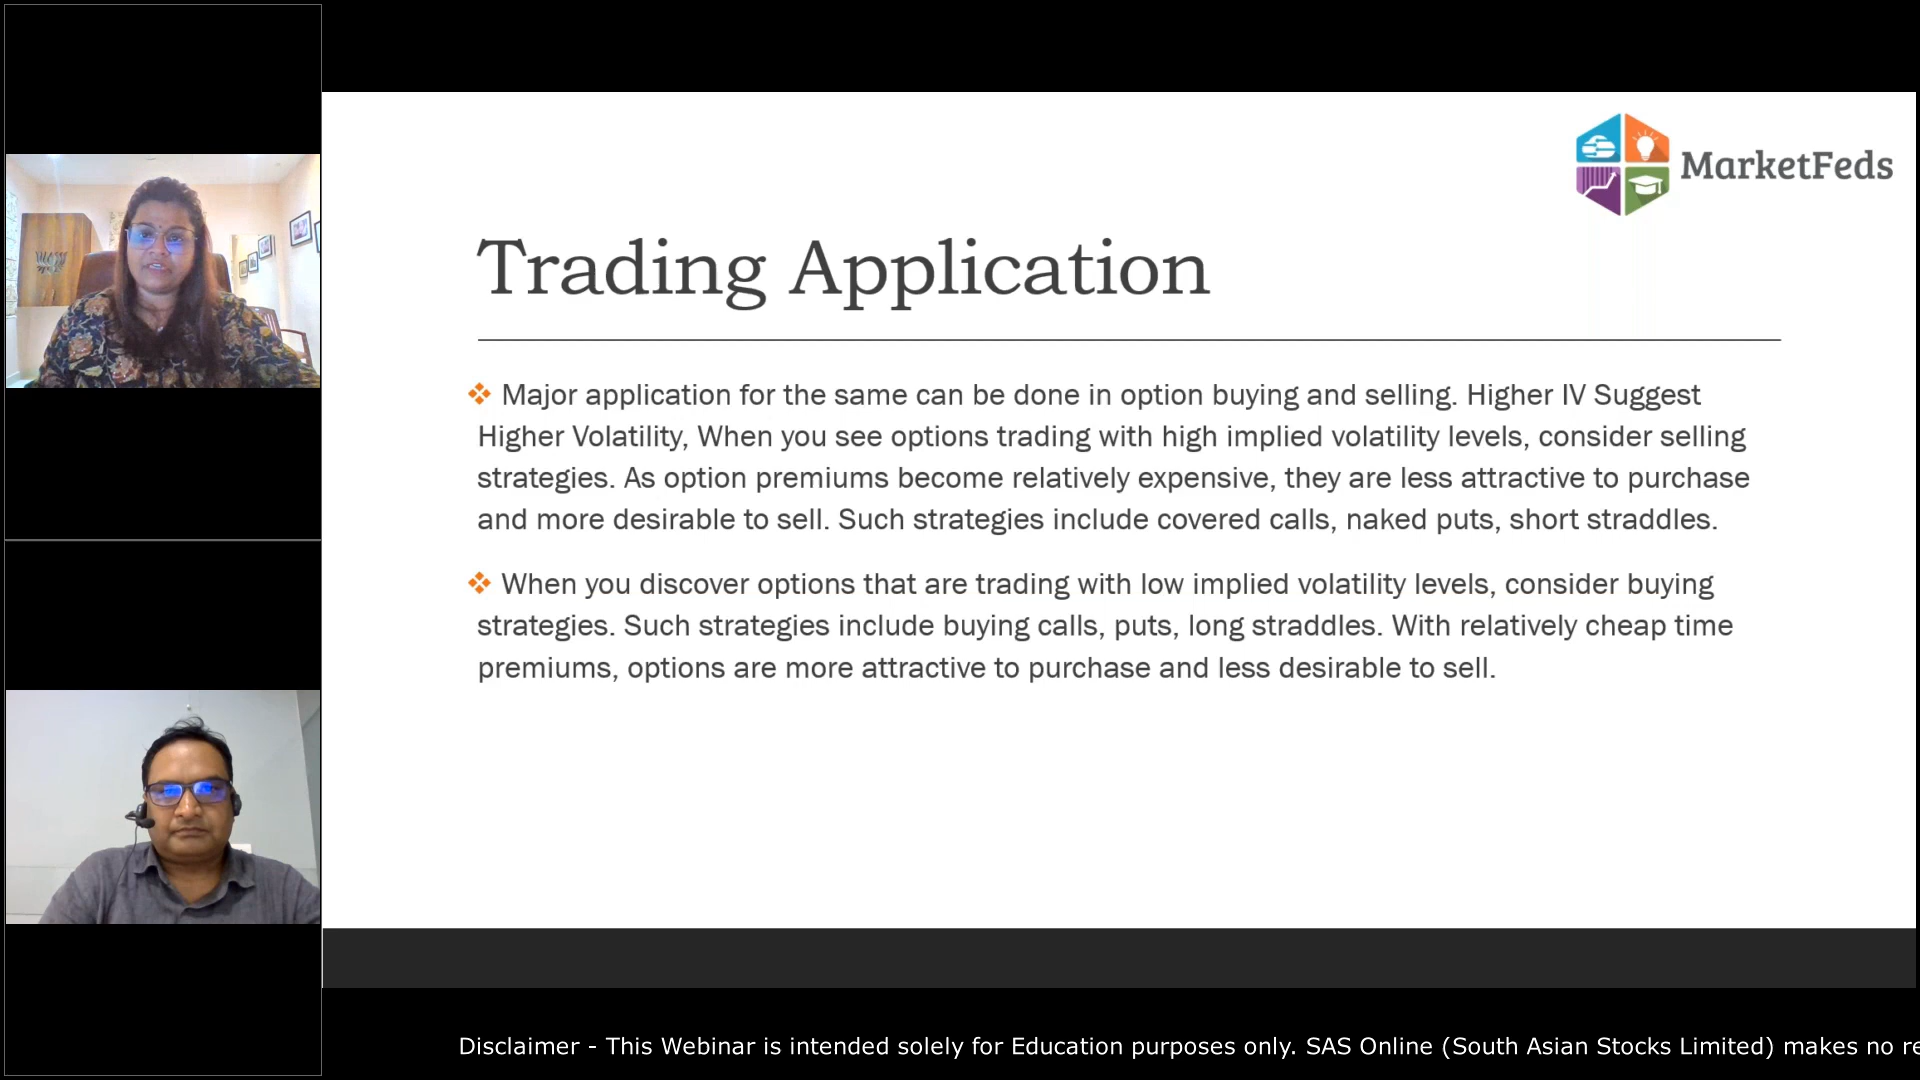 MarketFeds
Trading Application
Major application for the same can be done in option buying and selling. Higher IV Suggest
Higher Volatility, When you see options trading with high implied volatility levels, consider selling
strategies. As option premiums become relatively expensive, they are less attractive to purchase
and more desirable to sell. Such strategies include covered calls, naked puts, short straddles.
When you discover options that are trading with low implied volatility levels, consider buying
strategies. Such strategies include buying calls, puts, long straddles. With relatively cheap time
premiums, options are more attractive to purchase and less desirable to sell.
Disclaimer - This Webinar is intended solely for Education purposes only. SAS Online (South Asian Stocks Limited) makes no